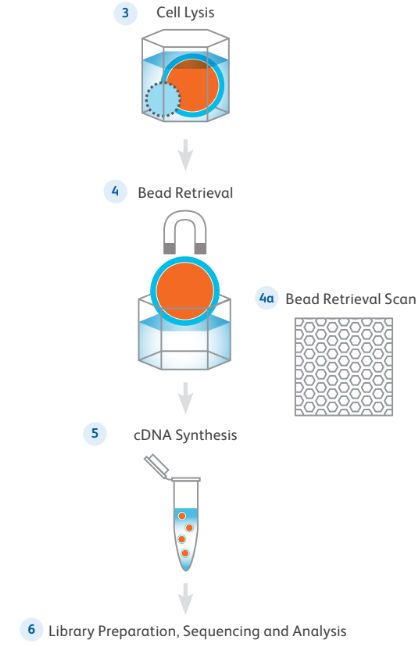 3 Cell Lysis
4 Bead Retrieval
4a Bead Retrieval Scan
5 cDNA Synthesis
6 Library Preparation, Sequencing and Analysis